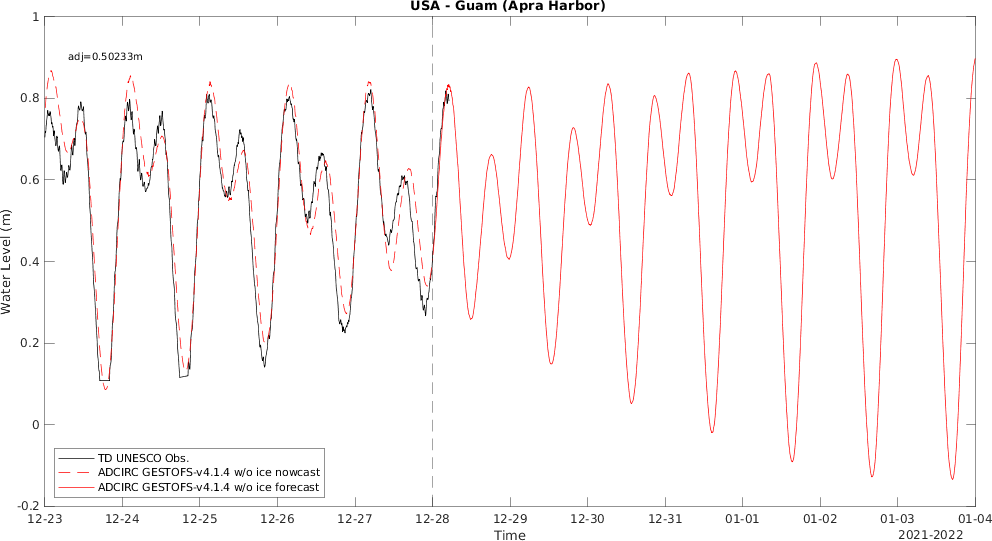 USA - Guam (Apra Harbor)
adj=0.50233m
1
0.8
0.6
0.4
0.2
0
-0.2
Water Level (m)
TD UNESCO Obs.
ADCIRC GESTOFS-v4.1.4 w/o ice nowcast
ADCIRC GESTOFS-v4.1.4 w/o ice forecast
12-23 12-24 12-25 12-26 12-27 12-28 12-29 12-30 12-31 01-01 01-02 01-03 01-04
Time
2021-2022